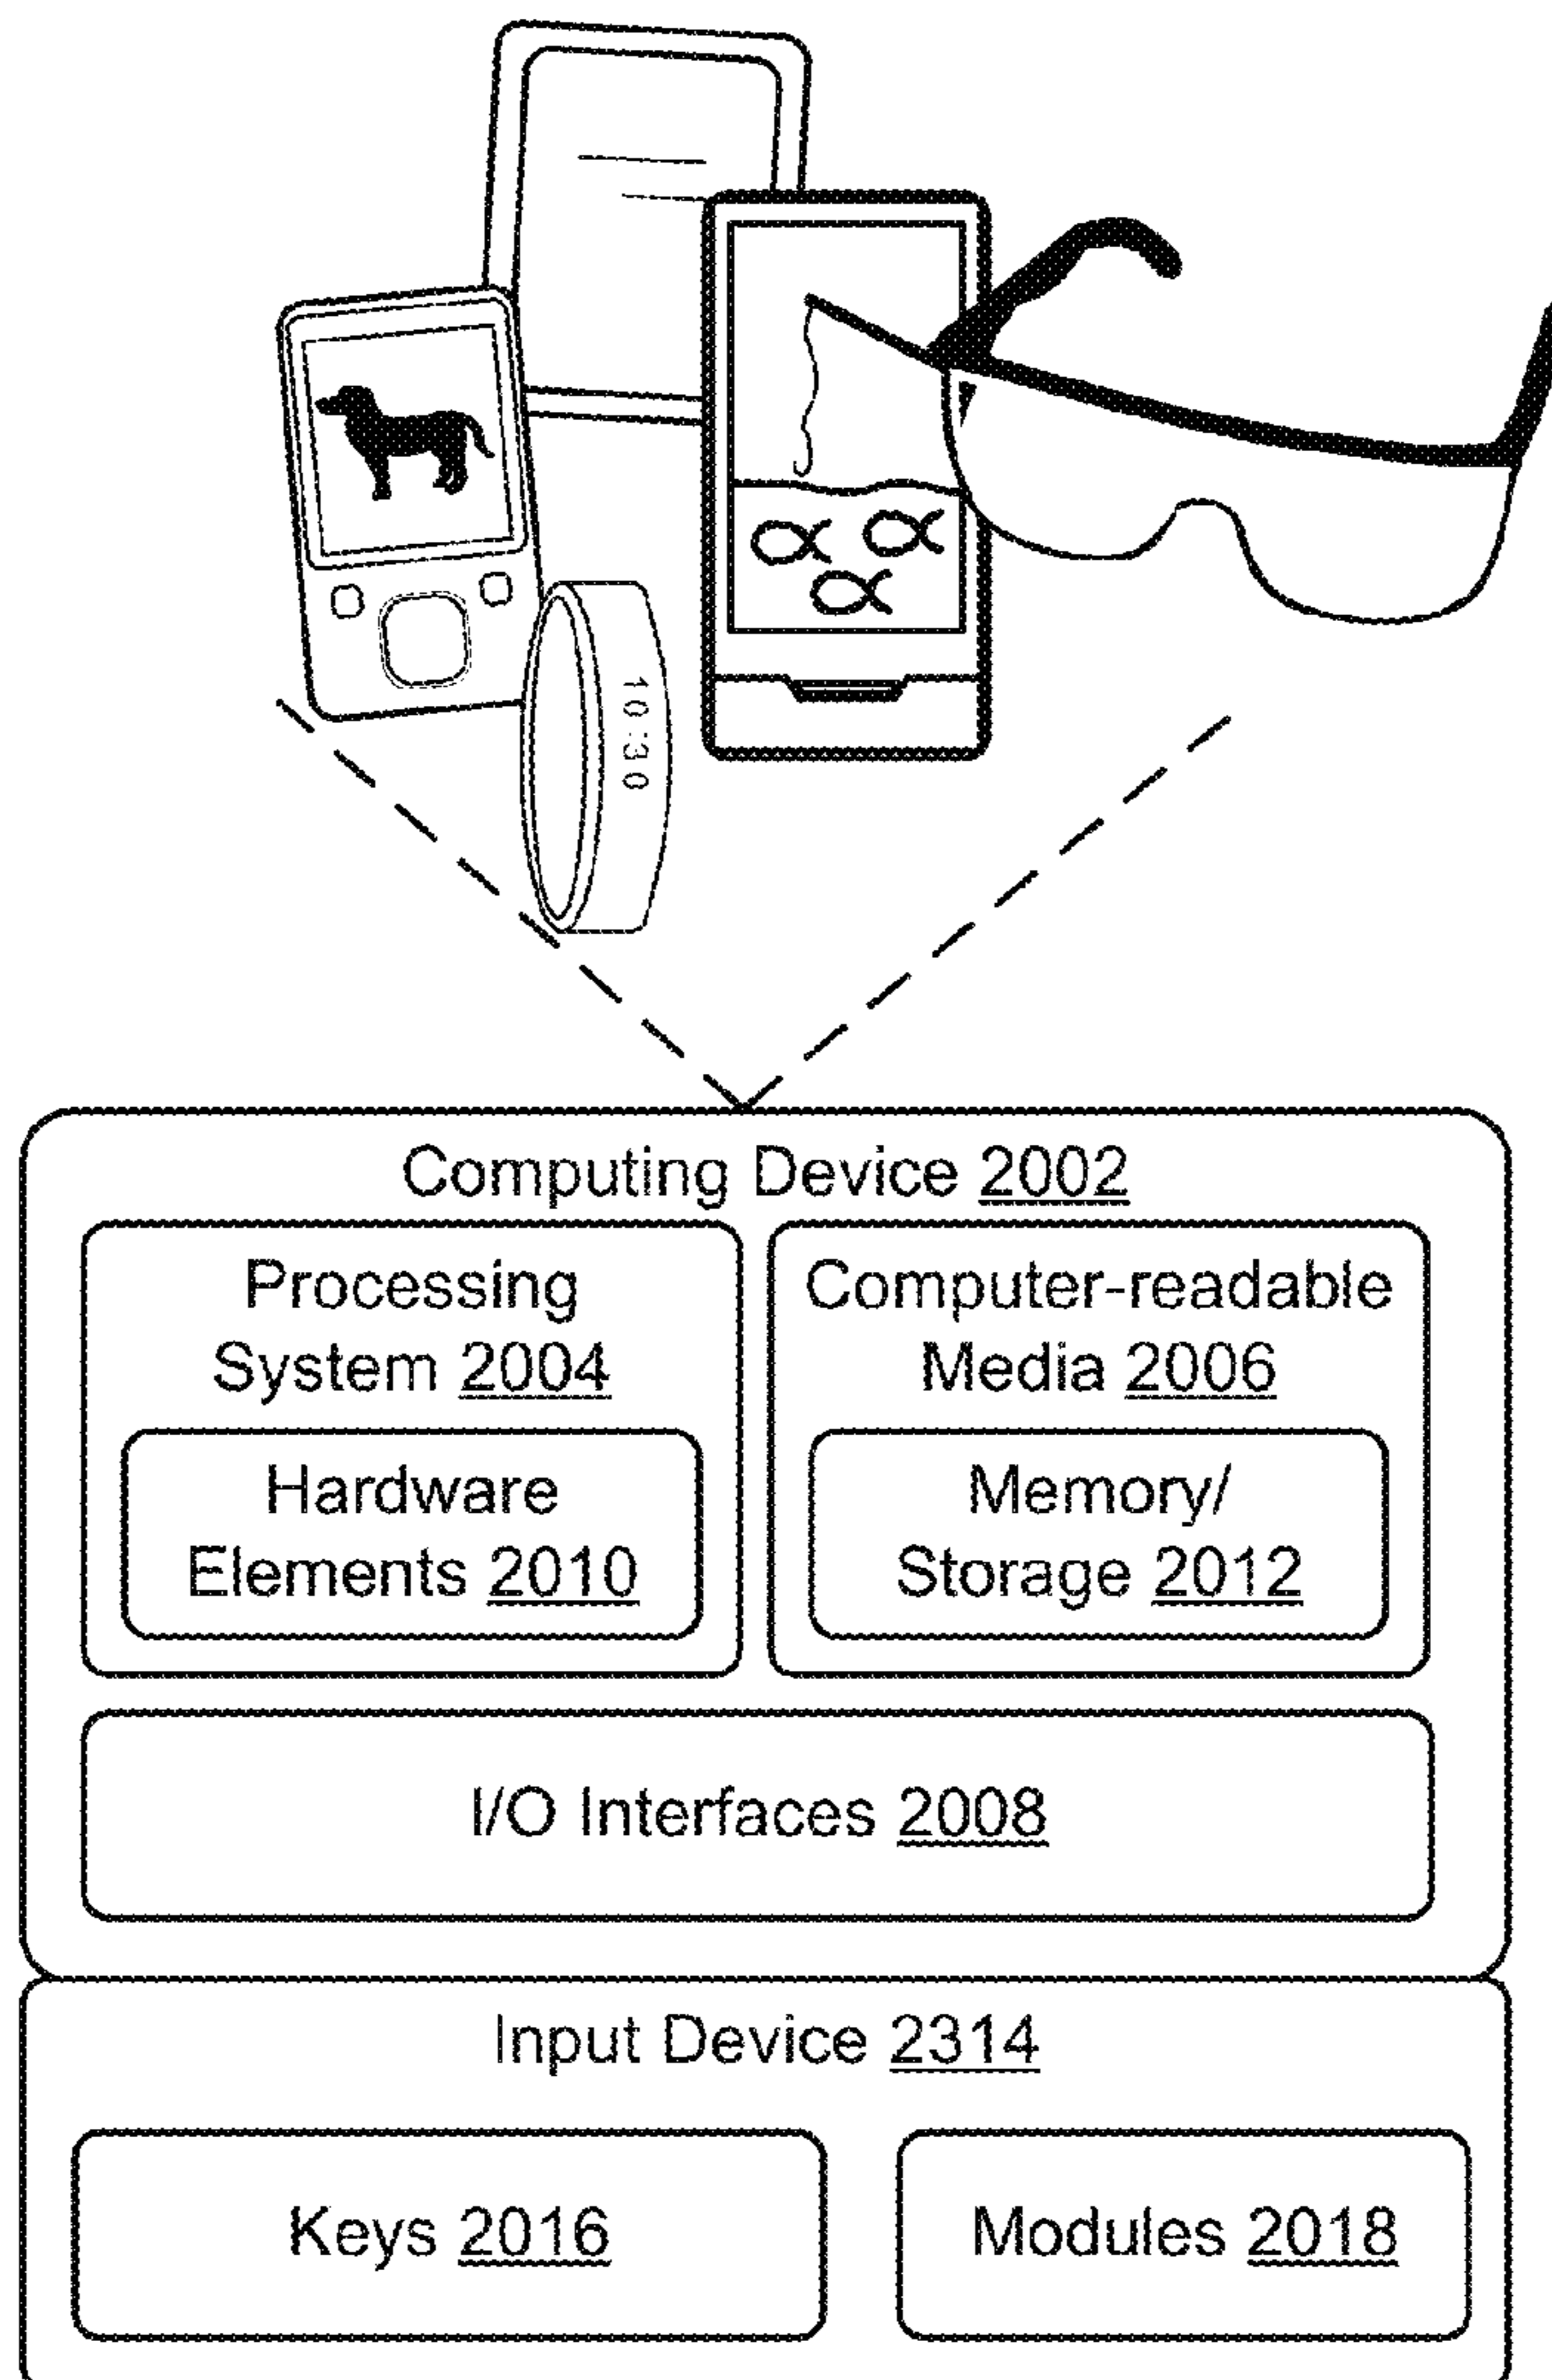 10:30
Computing Device 2002
Processing
System 2004
Computer-readable
Media 2006
Hardware
Elements 2010
Memory/
Storage 2012
I/O Interfaces 2008
Input Device 2314
Keys 2016
Modules 2018